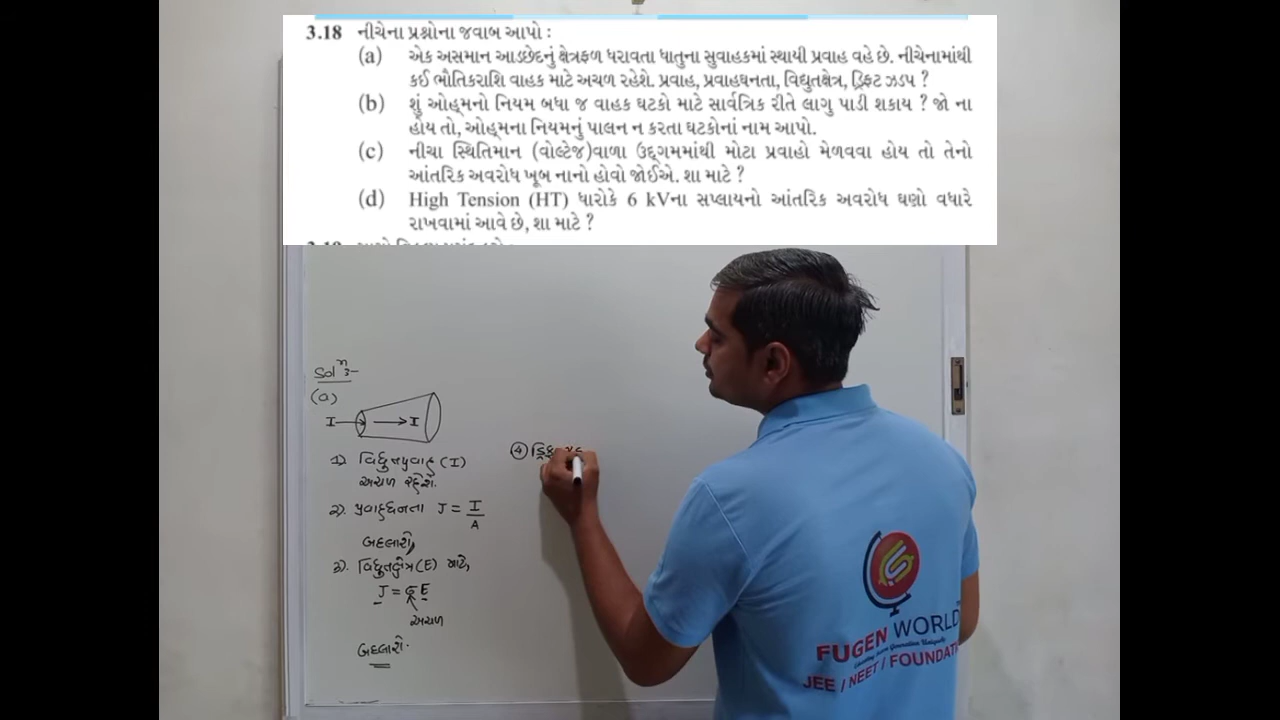 3.18 નીચેના પ્રશ્નોના જવાબ આપો :
(a) એક અસમાન આડછેદનું ક્ષેત્રફળ ધરાવતા ધાતુના સુવાહકમાં સ્થાયી પ્રવાહ વહે છે. નીચેનામાંથી
કઈ ભૌતિકરાશિ વાહક માટે અચળ રહેશે. પ્રવાહ, પ્રવાહઘનતા, વિદ્યુતક્ષેત્ર, ડ્રિફ્ટ ઝડપ ?
(b) શું ઓહ્‌મનો નિયમ બધા જ વાહક ઘટકો માટે સાર્વત્રિક રીતે લાગુ પાડી શકાય ? જો ના
હોય તો, ઓહ્‌મના નિયમનું પાલન ન કરતા ઘટકોનાં નામ આપો.
(c) નીચા સ્થિતિમાન (વોલ્ટેજ)વાળા ઉદ્‌ગમમાંથી મોટા પ્રવાહો મેળવવા હોય તો તેનો
આંતરિક અવરોધ ખૂબ નાનો હોવો જોઈએ. શા માટે ?
(d) High Tension (HT) ધારોકે 6 kVના સપ્લાયનો આંતરિક અવરોધ ઘણો વધારે
રાખવામાં આવે છે, શા માટે ?
Solⁿ :-
(a)
I I
૧). વિદ્યુતપ્રવાહ (I)
અચળ રહેશે.
૨). પ્રવાહઘનતા J = I
A
બદલાશે,
૩). વિદ્યુતક્ષેત્ર (E) માટે,
J = σ E
અચળ
બદલાશે.
④
FUGEN WORLD
JEE / NEET / FOUNDAT